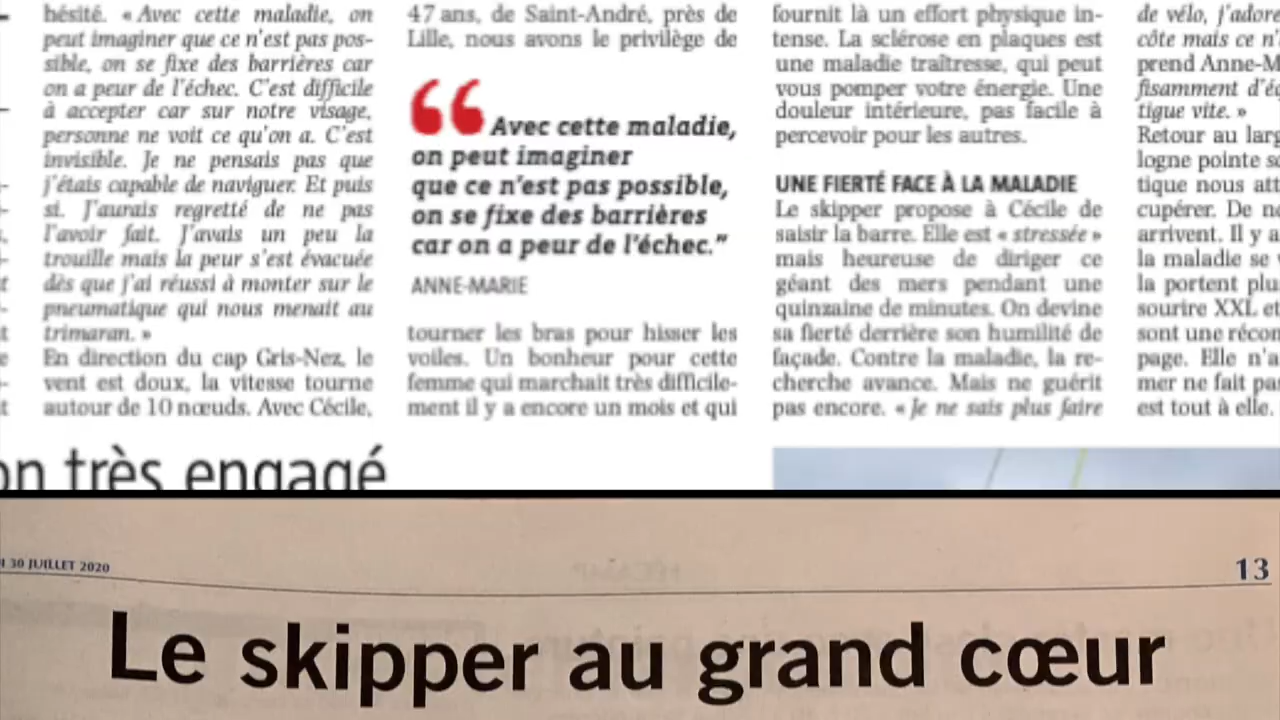 hésité. « Avec cette maladie, on
peut imaginer que ce n'est pas pos-
sible, on se fixe des barrières car
on a peur de l'échec. C'est difficile
à accepter car sur notre visage,
personne ne voit ce qu'on a. C'est
invisible. Je ne pensais pas que
j'étais capable de naviguer. Et puis
si. J'aurais regretté de ne pas
l'avoir fait. J'avais un peu la
trouille mais la peur s'est évacuée
dès que j'ai réussi à monter sur le
pneumatique qui nous menait au
trimaran. »
En direction du cap Gris-Nez, le
vent est doux, la vitesse tourne
autour de 10 nœuds. Avec Cécile,
47 ans, de Saint-André, près de
Lille, nous avons le privilège de
“Avec cette maladie,
on peut imaginer
que ce n'est pas possible,
on se fixe des barrières
car on a peur de l'échec.”
ANNE-MARIE
tourner les bras pour hisser les
voiles. Un bonheur pour cette
femme qui marchait très difficile-
ment il y a encore un mois et qui
fournit là un effort physique in-
tense. La sclérose en plaques est
une maladie traîtresse, qui peut
vous pomper votre énergie. Une
douleur intérieure, pas facile à
percevoir pour les autres.
UNE FIERTÉ FACE À LA MALADIE
Le skipper propose à Cécile de
saisir la barre. Elle est « stressée »
mais heureuse de diriger ce
géant des mers pendant une
quinzaine de minutes. On devine
sa fierté derrière son humilité de
façade. Contre la maladie, la re-
cherche avance. Mais ne guérit
pas encore. « Je ne sais plus faire
de vélo, j'adore
côte mais ce n'
prend Anne-M
fisamment d'éq
tigue vite. »
Retour au larg
logne pointe so
tique nous att
cupérer. De no
arrivent. Il y a
la maladie se v
la portent plu
sourire XXL et
sont une récon
page. Elle n'a
mer ne fait pa
est tout à elle.
on très engagé
30 JUILLET 2020
13
Le skipper au grand cœur